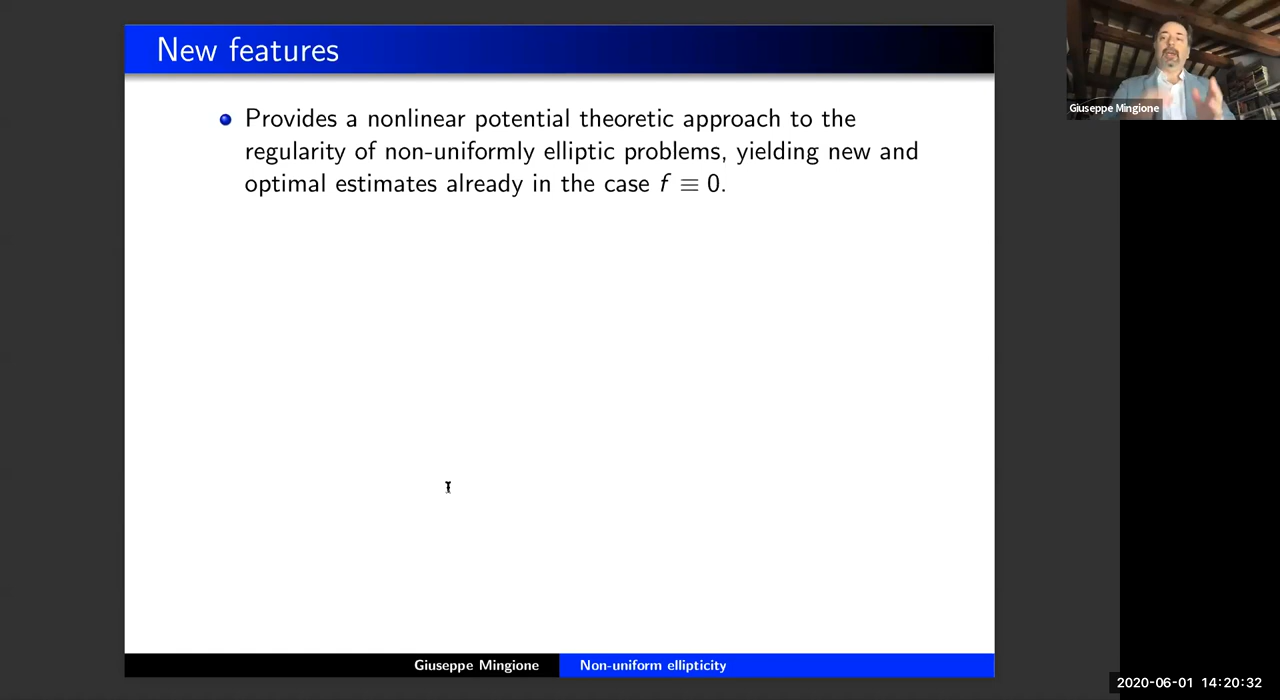 New features
Giuseppe Mingione
Provides a nonlinear potential theoretic approach to the
regularity of non-uniformly elliptic problems, yielding new and
optimal estimates already in the case f ≡ 0.
Giuseppe Mingione
Non-uniform ellipticity
2020-06-01 14:20:32